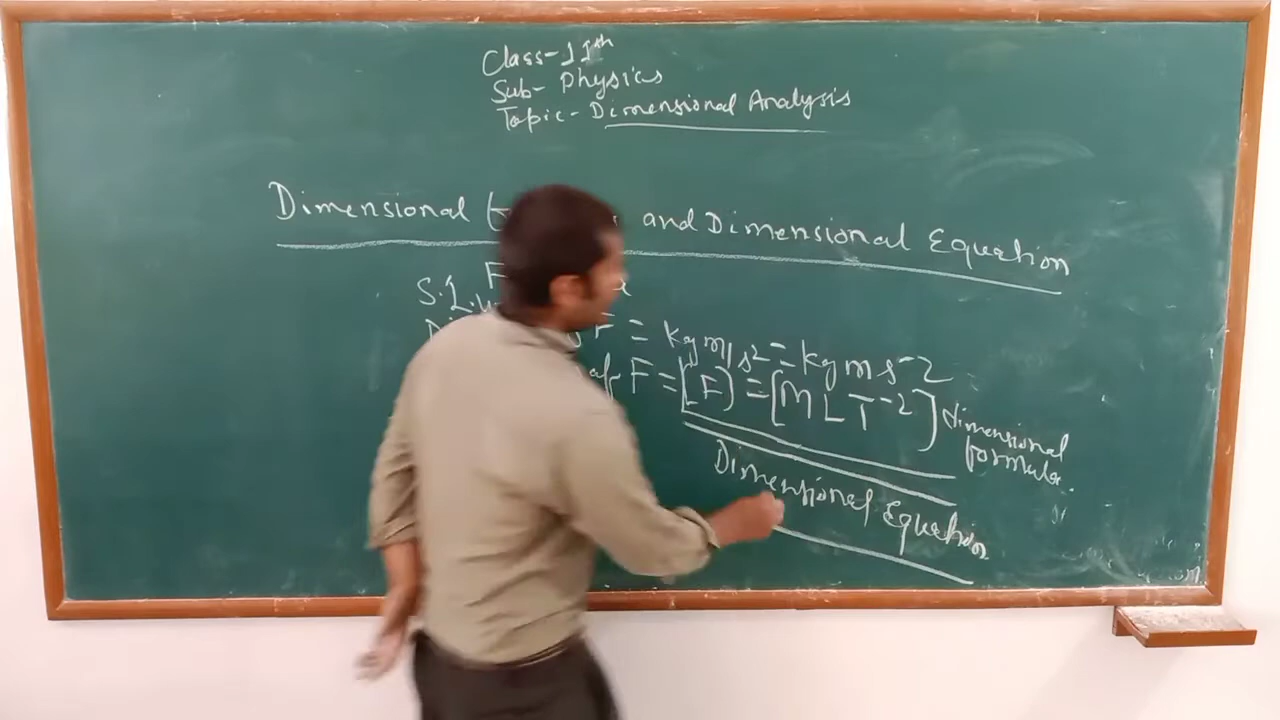 Class-11th
Sub- Physics
Topic- Dimensional Analysis
Dimensional and Dimensional Equation
F
S.I. u
F = kg m/s2 = kg m s-2
of F = [F] = [M L T-2] dimensional formula.
Dimensional Equation